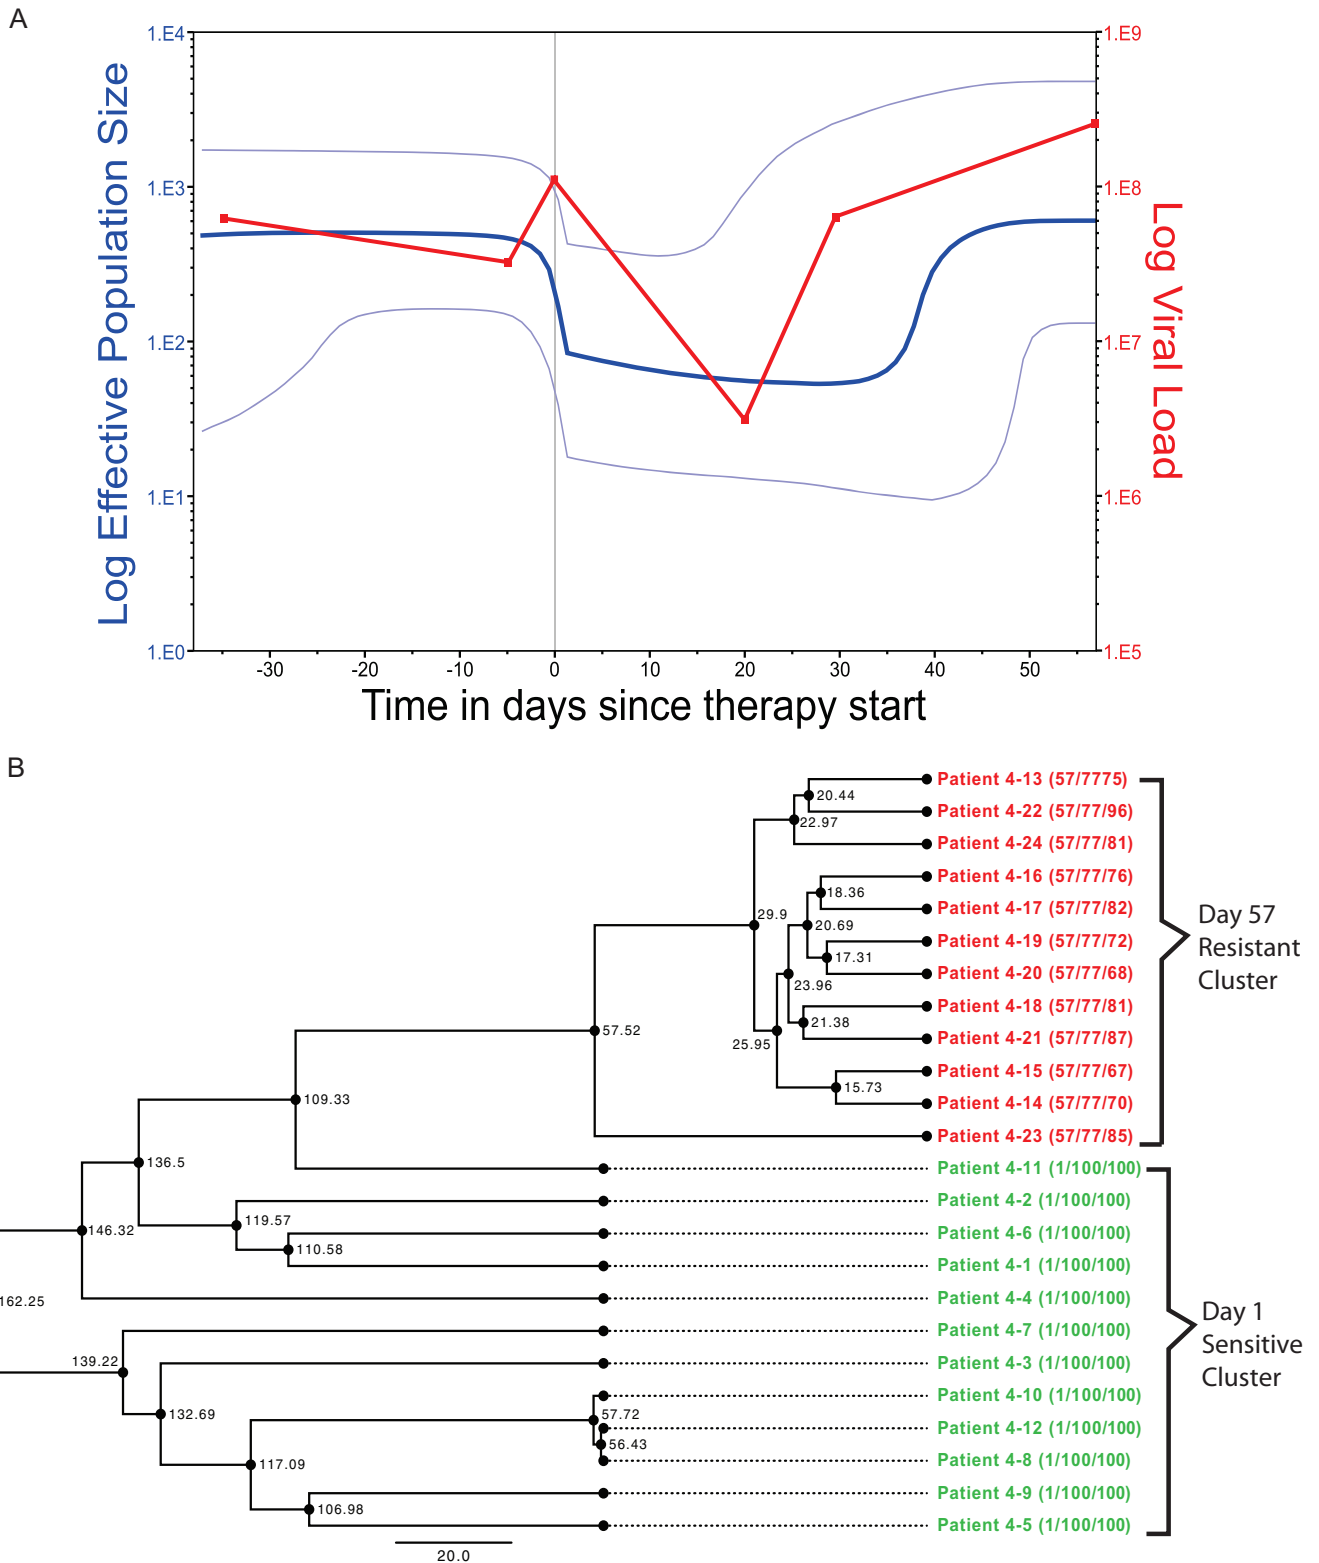 A
Log Effective Population Size
1.E4
1.E3
1.E2
1.E1
1.E0
1.E9
1.E8
1.E7
1.E6
1.E5
Log Viral Load
-30 -20 -10 0 10 20 30 40 50
Time in days since therapy start
B
Patient 4-13 (57/7775)
20.44
Patient 4-22 (57/77/96)
22.97
Patient 4-24 (57/77/81)
Patient 4-16 (57/77/76)
18.36
Patient 4-17 (57/77/82)
29.9
20.69
Patient 4-19 (57/77/72)
17.31
Patient 4-20 (57/77/68)
23.96
Patient 4-18 (57/77/81)
21.38
Patient 4-21 (57/77/87)
25.95
Patient 4-15 (57/77/67)
15.73
Patient 4-14 (57/77/70)
57.52
Patient 4-23 (57/77/85)
Day 57
Resistant
Cluster
109.33
136.5
Patient 4-11 (1/100/100)
Patient 4-2 (1/100/100)
119.57
146.32
Patient 4-6 (1/100/100)
110.58
Patient 4-1 (1/100/100)
Patient 4-4 (1/100/100)
162.25
Patient 4-7 (1/100/100)
139.22
Patient 4-3 (1/100/100)
132.69
Patient 4-10 (1/100/100)
57.72
Patient 4-12 (1/100/100)
56.43
Patient 4-8 (1/100/100)
117.09
Patient 4-9 (1/100/100)
106.98
Patient 4-5 (1/100/100)
Day 1
Sensitive
Cluster
20.0